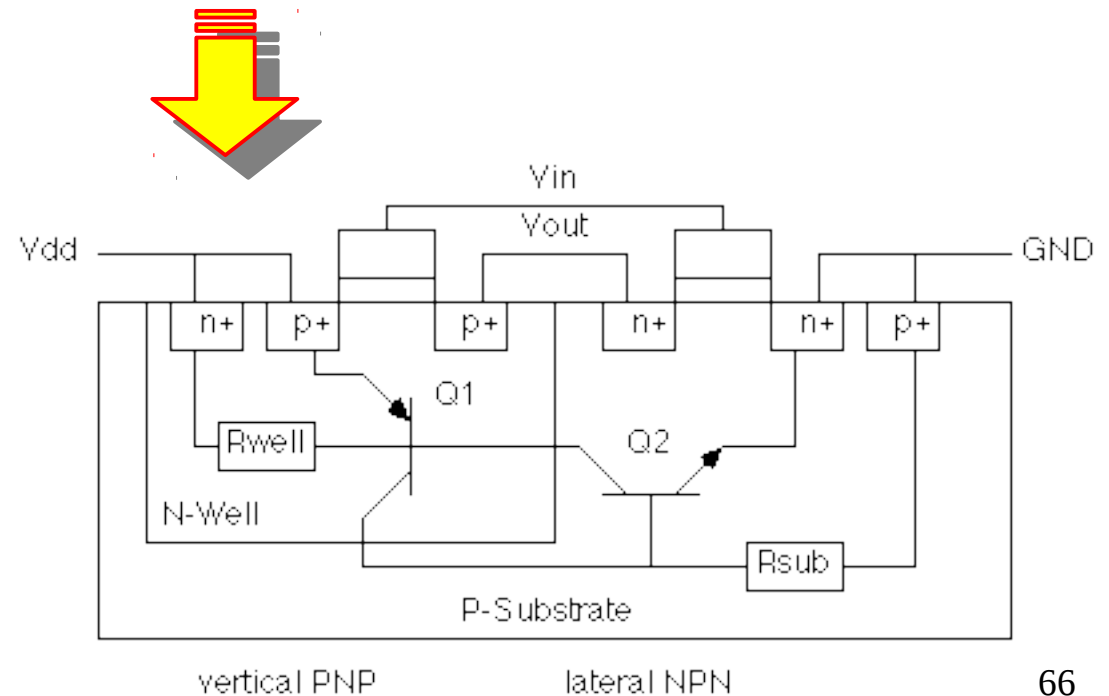 Vin
Vout
Vdd
GND
n+ p+ p+ n+ n+ p+
Q1
Rwell
Q2
N-Well
Rsub
P-Substrate
vertical PNP lateral NPN
66